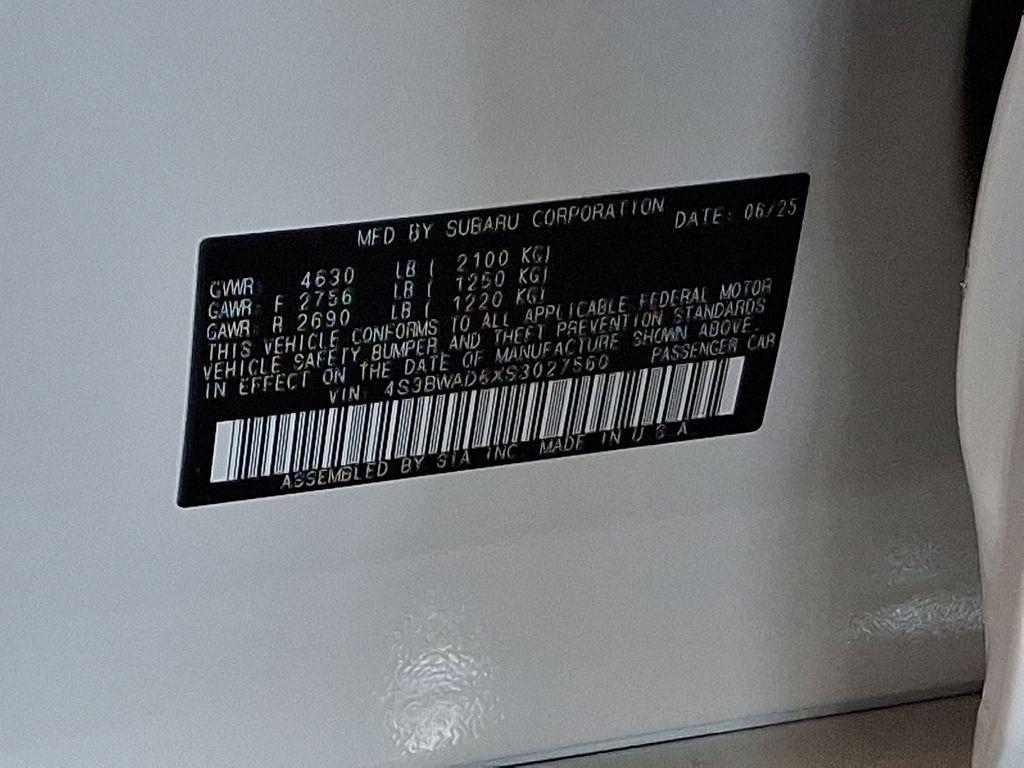 MFD BY SUBARU CORPORATION DATE: 06/25
GVWR: 4630 LB ( 2100 KG)
GAWR: F 2756 LB ( 1250 KG)
GAWR: R 2690 LB ( 1220 KG)
THIS VEHICLE CONFORMS TO ALL APPLICABLE FEDERAL MOTOR
VEHICLE SAFETY, BUMPER AND THEFT PREVENTION STANDARDS
IN EFFECT ON THE DATE OF MANUFACTURE SHOWN ABOVE.
VIN: 4S3BWAD6XS3027560 PASSENGER CAR
ASSEMBLED BY SIA INC. MADE IN U.S.A.